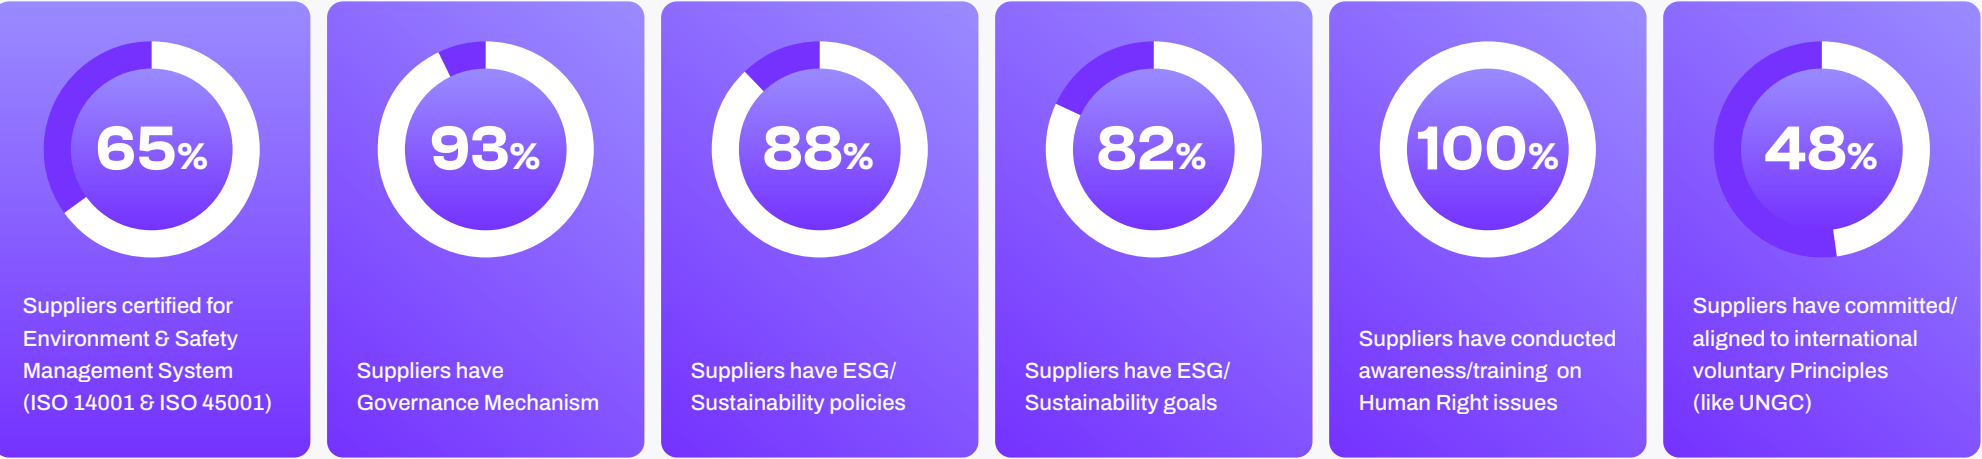 65%
Suppliers certified for
Environment & Safety
Management System
(ISO 14001 & ISO 45001)
93%
Suppliers have
Governance Mechanism
88%
Suppliers have ESG/
Sustainability policies
82%
Suppliers have ESG/
Sustainability goals
100%
Suppliers have conducted
awareness/training on
Human Right issues
48%
Suppliers have committed/
aligned to international
voluntary Principles
(like UNGC)